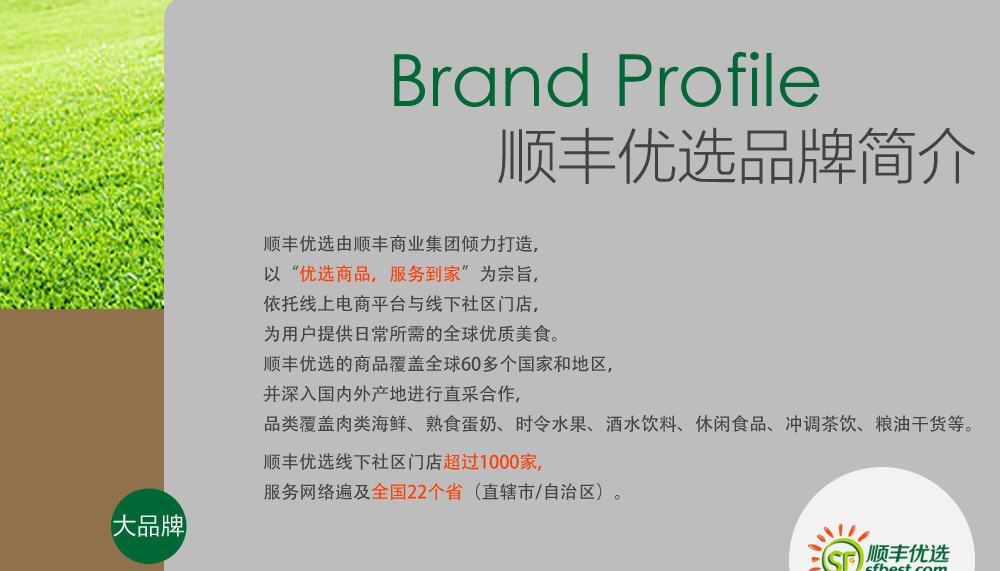 Brand Profile
顺丰优选品牌简介
顺丰优选由顺丰商业集团倾力打造,
以“优选商品，服务到家”为宗旨,
依托线上电商平台与线下社区门店,
为用户提供日常所需的全球优质美食。
顺丰优选的商品覆盖全球60多个国家和地区,
并深入国内外产地进行直采合作,
品类覆盖肉类海鲜、熟食蛋奶、时令水果、酒水饮料、休闲食品、冲调茶饮、粮油干货等。
顺丰优选线下社区门店超过1000家,
服务网络遍及全国22个省（直辖市/自治区）。
大品牌
SF
顺丰优选
sfbest.com